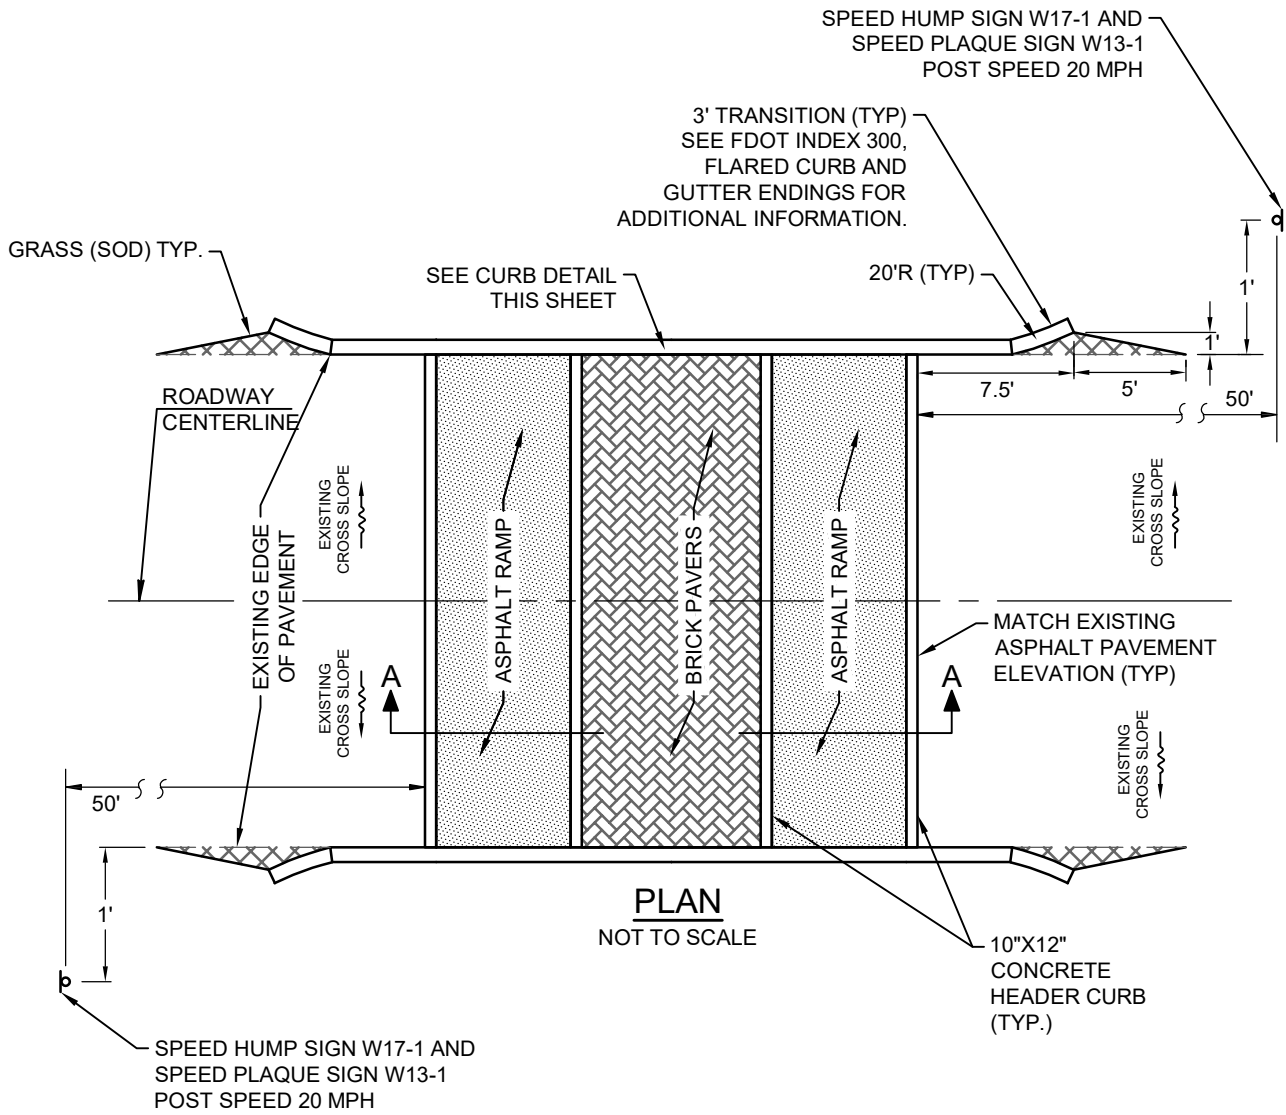 SPEED HUMP SIGN W17-1 AND
SPEED PLAQUE SIGN W13-1
POST SPEED 20 MPH
3' TRANSITION (TYP)
SEE FDOT INDEX 300,
FLARED CURB AND
GUTTER ENDINGS FOR
ADDITIONAL INFORMATION.
GRASS (SOD) TYP.
SEE CURB DETAIL
THIS SHEET
20'R (TYP)
1'
1'
7.5'
5'
50'
ROADWAY
CENTERLINE
EXISTING
CROSS SLOPE
EXISTING
CROSS SLOPE
EXISTING EDGE
OF PAVEMENT
ASPHALT RAMP
BRICK PAVERS
ASPHALT RAMP
MATCH EXISTING
ASPHALT PAVEMENT
ELEVATION (TYP)
EXISTING
CROSS SLOPE
A
A
EXISTING
CROSS SLOPE
50'
1'
PLAN
NOT TO SCALE
10"X12"
CONCRETE
HEADER CURB
(TYP.)
SPEED HUMP SIGN W17-1 AND
SPEED PLAQUE SIGN W13-1
POST SPEED 20 MPH